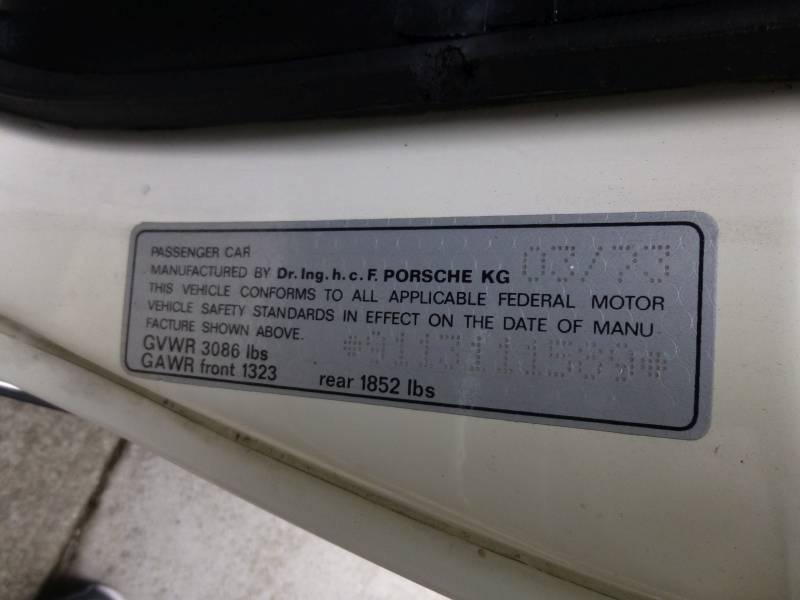 PASSENGER CAR
MANUFACTURED BY Dr. Ing. h. c. F. PORSCHE KG 03/73
THIS VEHICLE CONFORMS TO ALL APPLICABLE FEDERAL MOTOR
VEHICLE SAFETY STANDARDS IN EFFECT ON THE DATE OF MANU
FACTURE SHOWN ABOVE.
GVWR 3086 lbs
GAWR front 1323 rear 1852 lbs